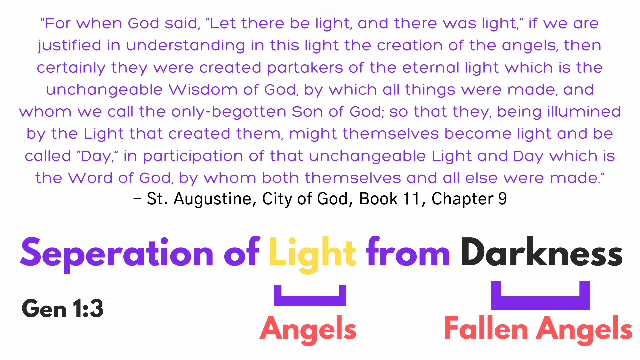 "For when God said, "Let there be light, and there was light," if we are
justified in understanding in this light the creation of the angels, then
certainly they were created partakers of the eternal light which is the
unchangeable Wisdom of God, by which all things were made, and
whom we call the only-begotten Son of God; so that they, being illumined
by the Light that created them, might themselves become light and be
called "Day," in participation of that unchangeable Light and Day which is
the Word of God, by whom both themselves and all else were made."
– St. Augustine, City of God, Book 11, Chapter 9
Seperation of Light from Darkness
Gen 1:3
Angels
Fallen Angels